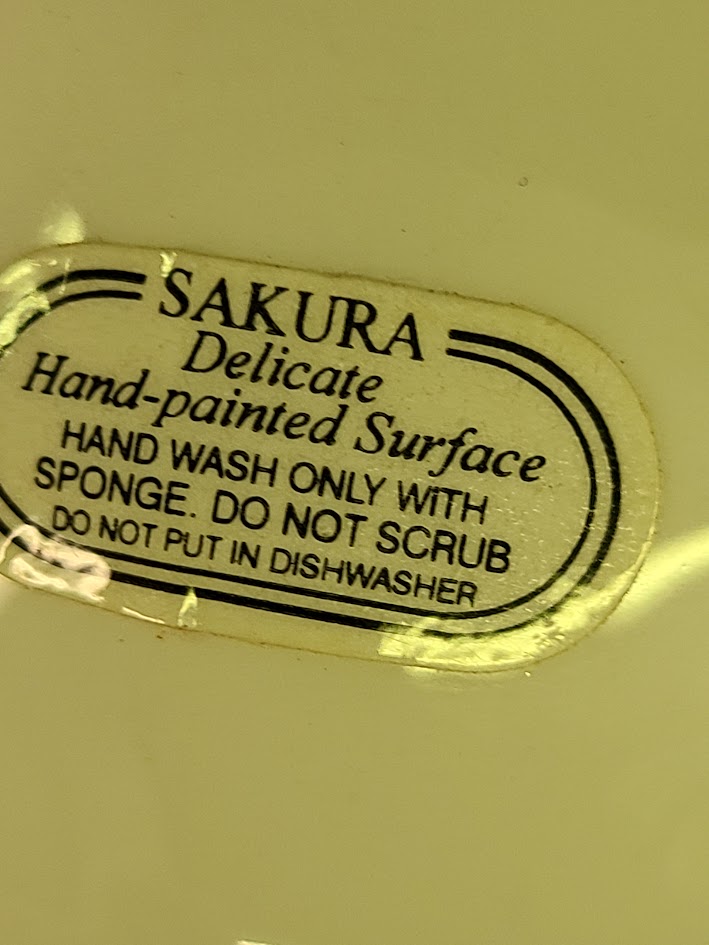 SAKURA
Delicate
Hand-painted Surface
HAND WASH ONLY WITH
SPONGE. DO NOT SCRUB
DO NOT PUT IN DISHWASHER